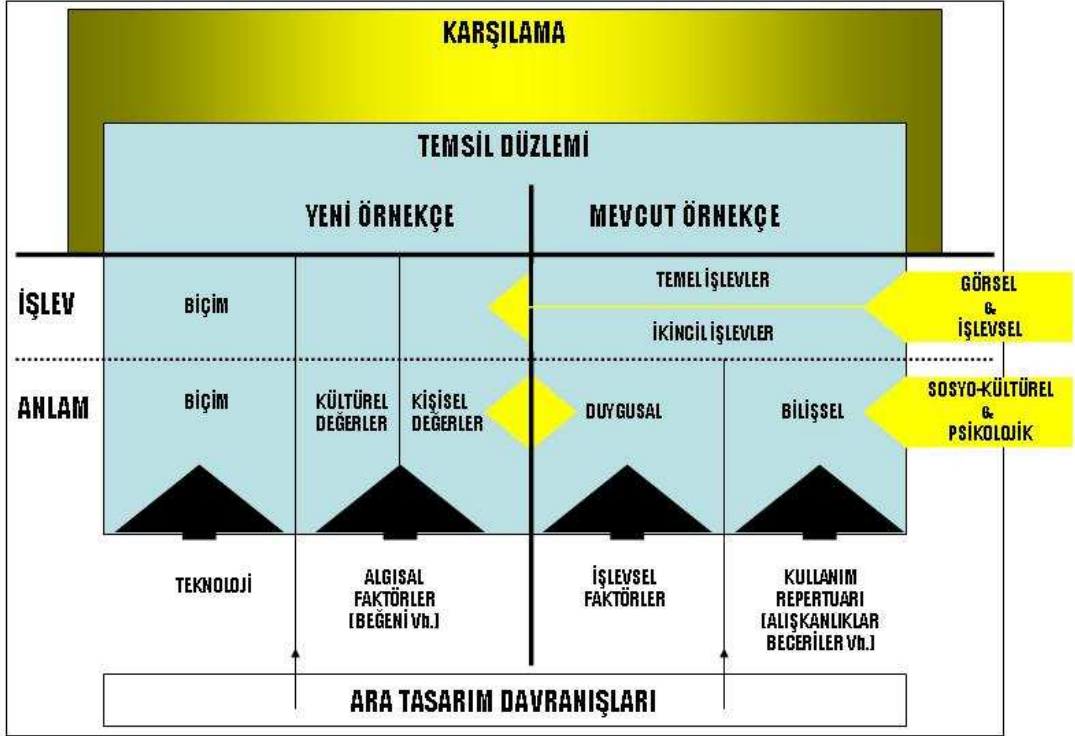 KARŞILAMA
TEMSİL DÜZLEMİ
YENİ ÖRNEKÇE
MEVCUT ÖRNEKÇE
İŞLEV
BİÇİM
TEMEL İŞLEVLER
İKİNCİL İŞLEVLER
GÖRSEL
&
İŞLEVSEL
ANLAM
BİÇİM
KÜLTÜREL
DEĞERLER
KİŞİSEL
DEĞERLER
DUYGUSAL
BİLİŞSEL
SOSYO-KÜLTÜREL
&
PSİKOLOJİK
TEKNOLOJİ
ALGISAL
FAKTÖRLER
[BEĞENİ Vb.]
İŞLEVSEL
FAKTÖRLER
KULLANIM
REPERTUARI
[ALIŞKANLIKLAR
BECERİLER Vb.]
ARA TASARIM DAVRANIŞLARI